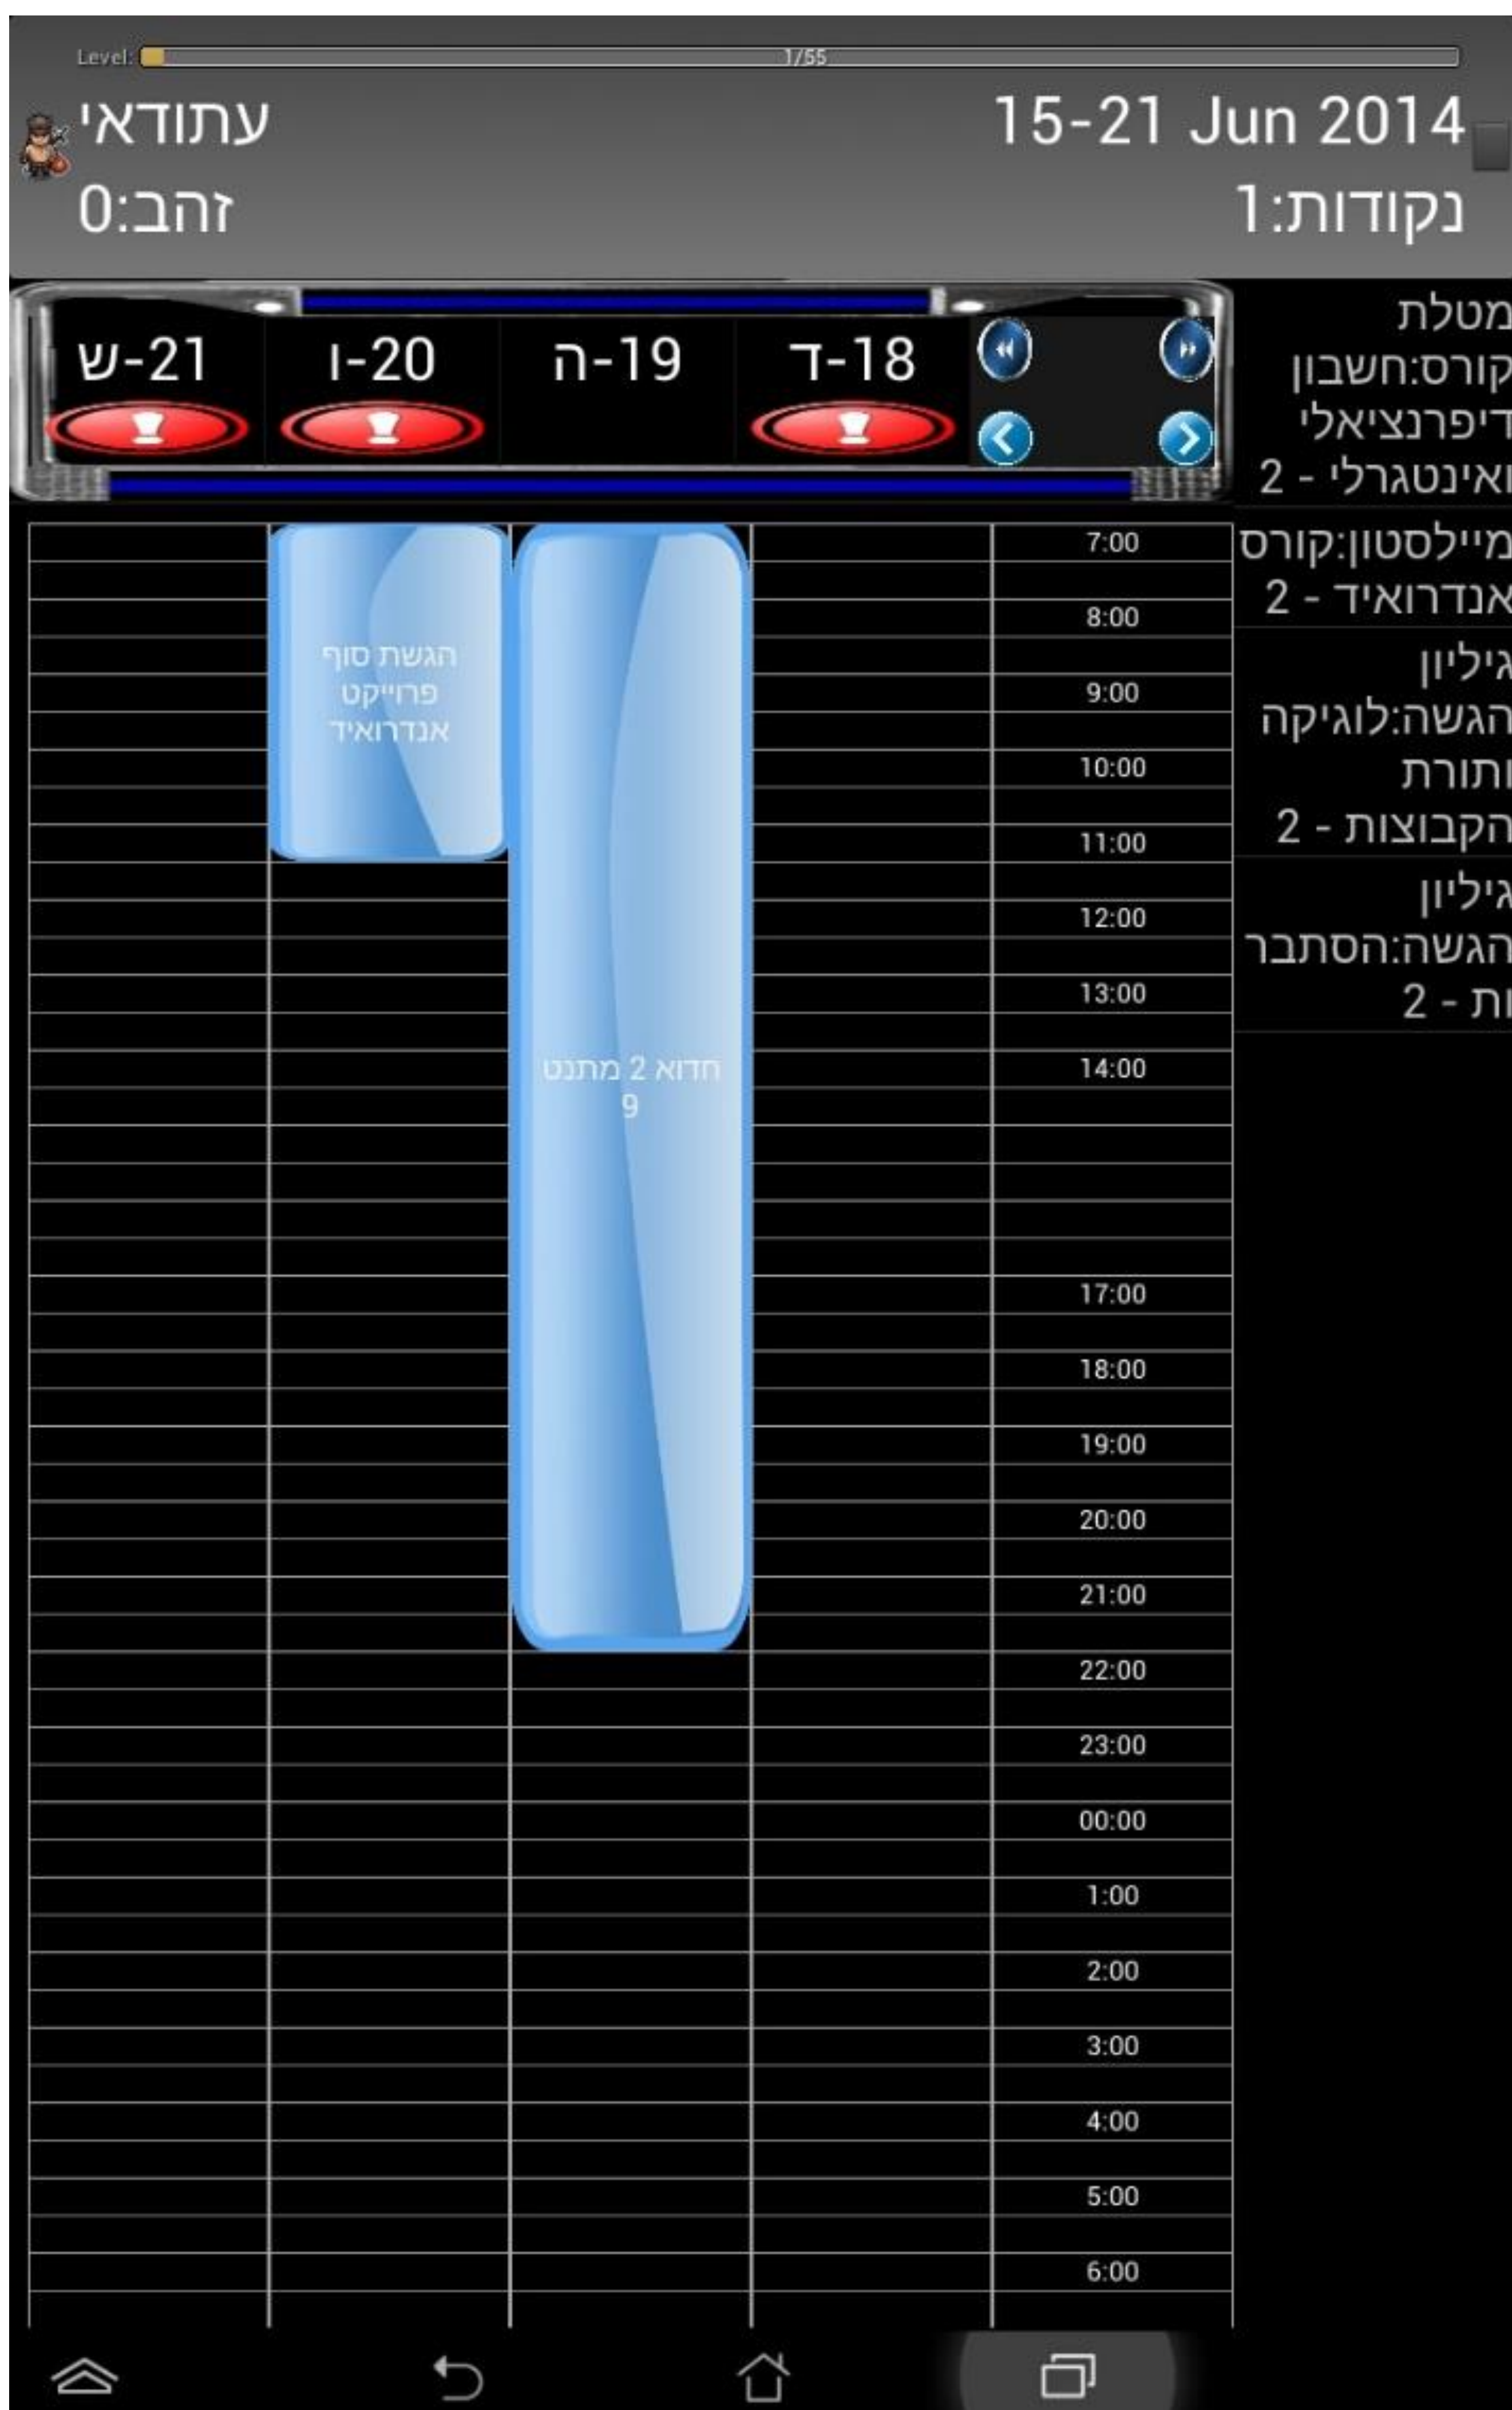 Level: 1/55
15-21 Jun 2014
עתודאי
נקודות:1
זהב:0
18-ד
19-ה
20-ו
21-ש
מטלת
קורס:חשבון
דיפרנציאלי
ואינטגרלי - 2
מיילסטון:קורס
אנדרואיד - 2
גיליון
הגשה:לוגיקה
ותורת
הקבוצות - 2
גיליון
הגשה:הסתבר
ות - 2
7:00
8:00
9:00
10:00
11:00
12:00
13:00
14:00
17:00
18:00
19:00
20:00
21:00
22:00
23:00
00:00
1:00
2:00
3:00
4:00
5:00
6:00
חדוא 2 מתנט
9
הגשת סוף
פרוייקט
אנדרואיד